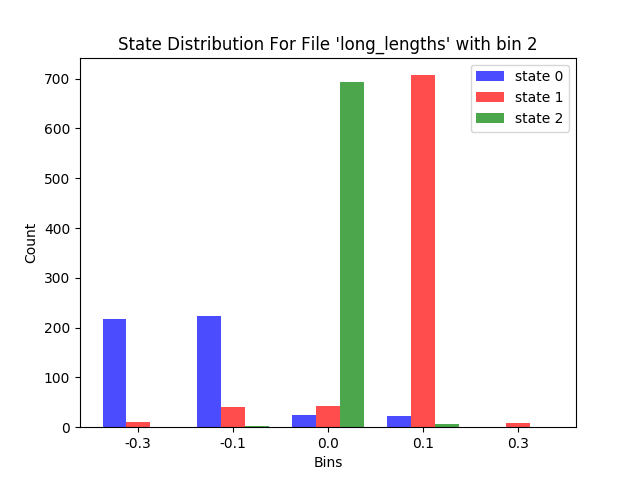 State Distribution For File 'long_lengths' with bin 2
700
600
500
400
300
200
100
0
Count
state 0
state 1
state 2
-0.3
-0.1
0.0
0.1
0.3
Bins